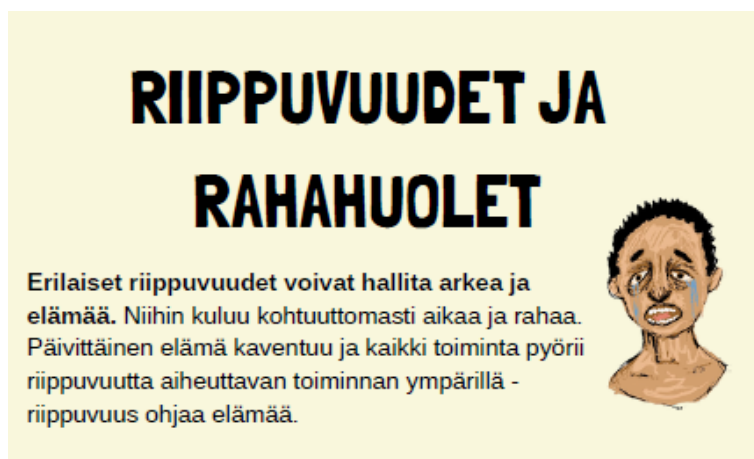 RIIPPUVUUDET JA
RAHAHUOLET
Erilaiset riippuvuudet voivat hallita arkea ja
elämää. Niihin kuluu kohtuuttomasti aikaa ja rahaa.
Päivittäinen elämä kaventuu ja kaikki toiminta pyörii
riippuvuutta aiheuttavan toiminnan ympärillä -
riippuvuus ohjaa elämää.